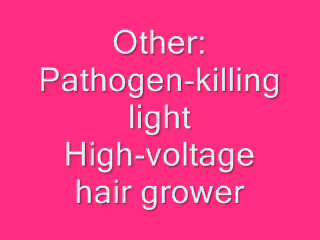 Other:
Pathogen-killing
light
High-voltage
hair grower